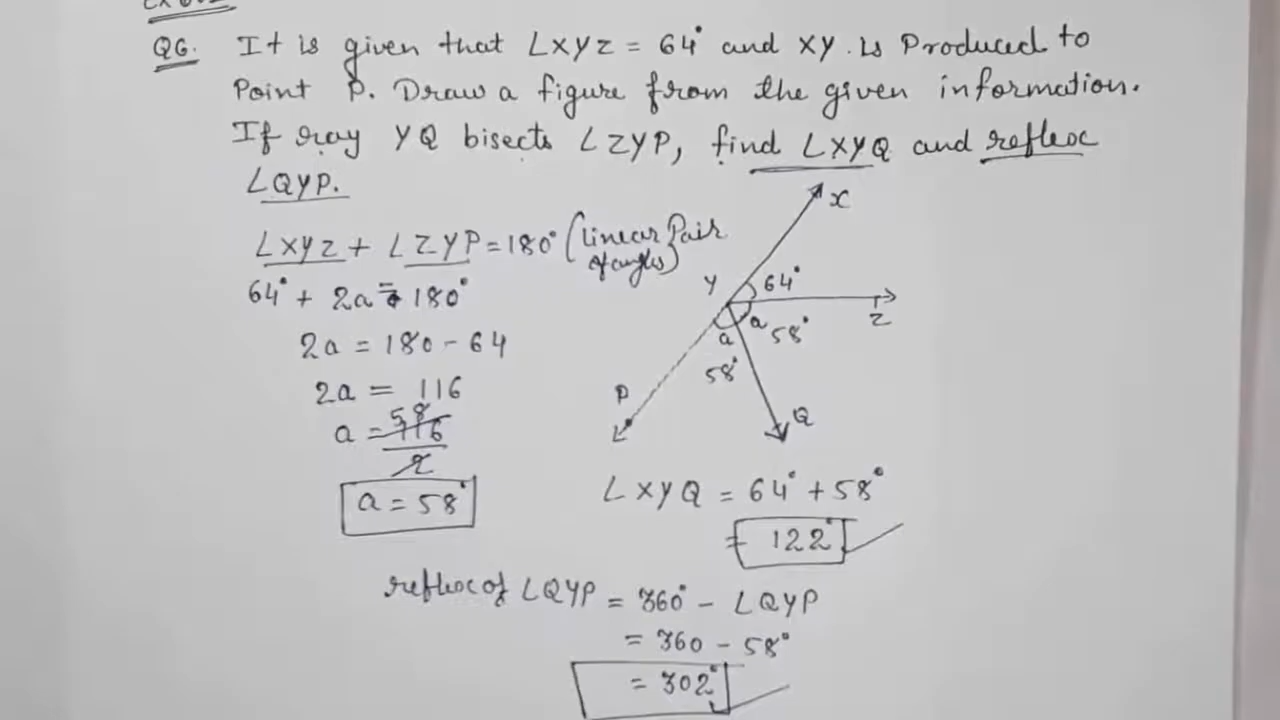 Q6. It is given that ∠XYZ = 64° and XY is Produced to
Point P. Draw a figure from the given information.
If ray YQ bisects ∠ZYP, find ∠XYQ and reflex
∠QYP.
∠XYZ + ∠ZYP = 180° (linear Pair
of angles)
64° + 2a = 180°
2a = 180 - 64
2a = 116
a = 116/2 58
a = 58°
X
Y
64°
Z
a
58°
a
58°
P
Q
∠XYQ = 64° + 58°
= 122°
reflex of ∠QYP = 360° - ∠QYP
= 360 - 58°
= 302°